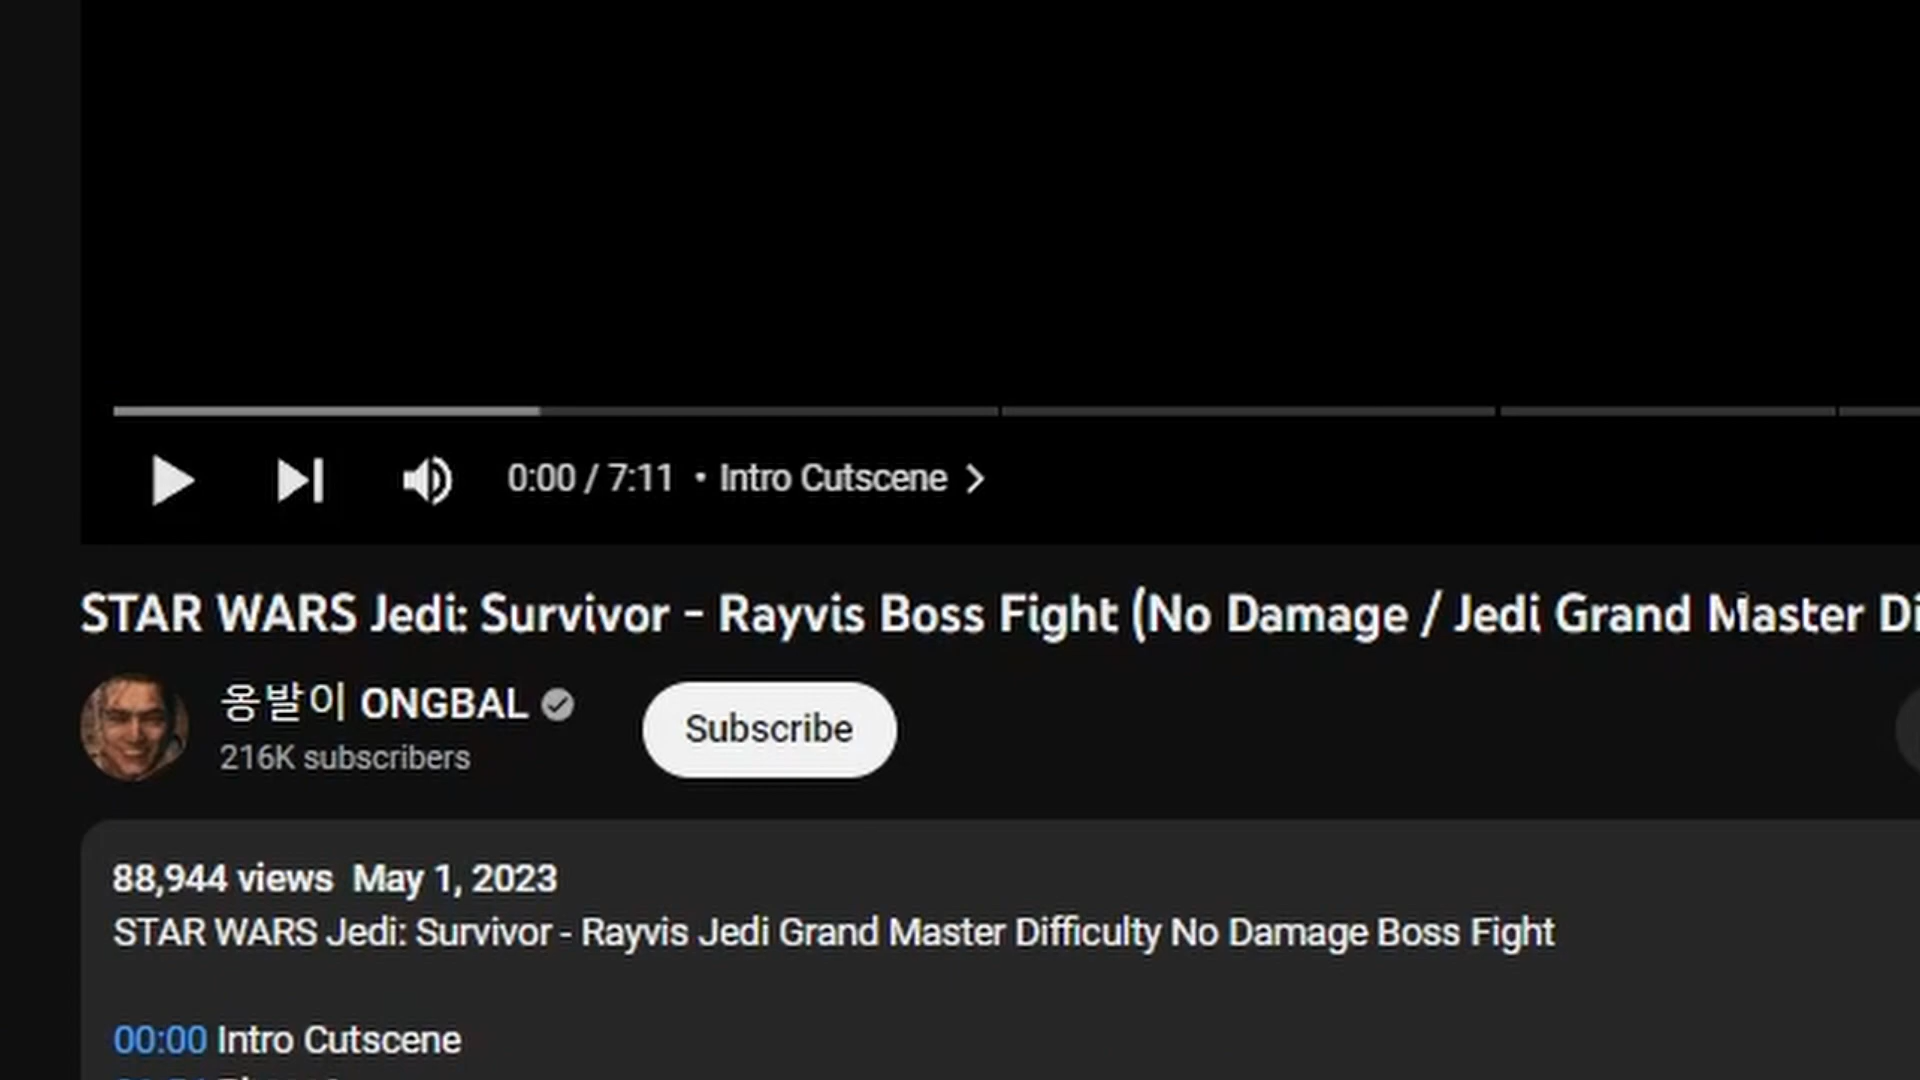 0:00 / 7:11 • Intro Cutscene
STAR WARS Jedi: Survivor - Rayvis Boss Fight (No Damage / Jedi Grand Master
옹발이 ONGBAL
216K subscribers
Subscribe
88,944 views May 1, 2023
STAR WARS Jedi: Survivor - Rayvis Jedi Grand Master Difficulty No Damage Boss Fight
00:00 Intro Cutscene